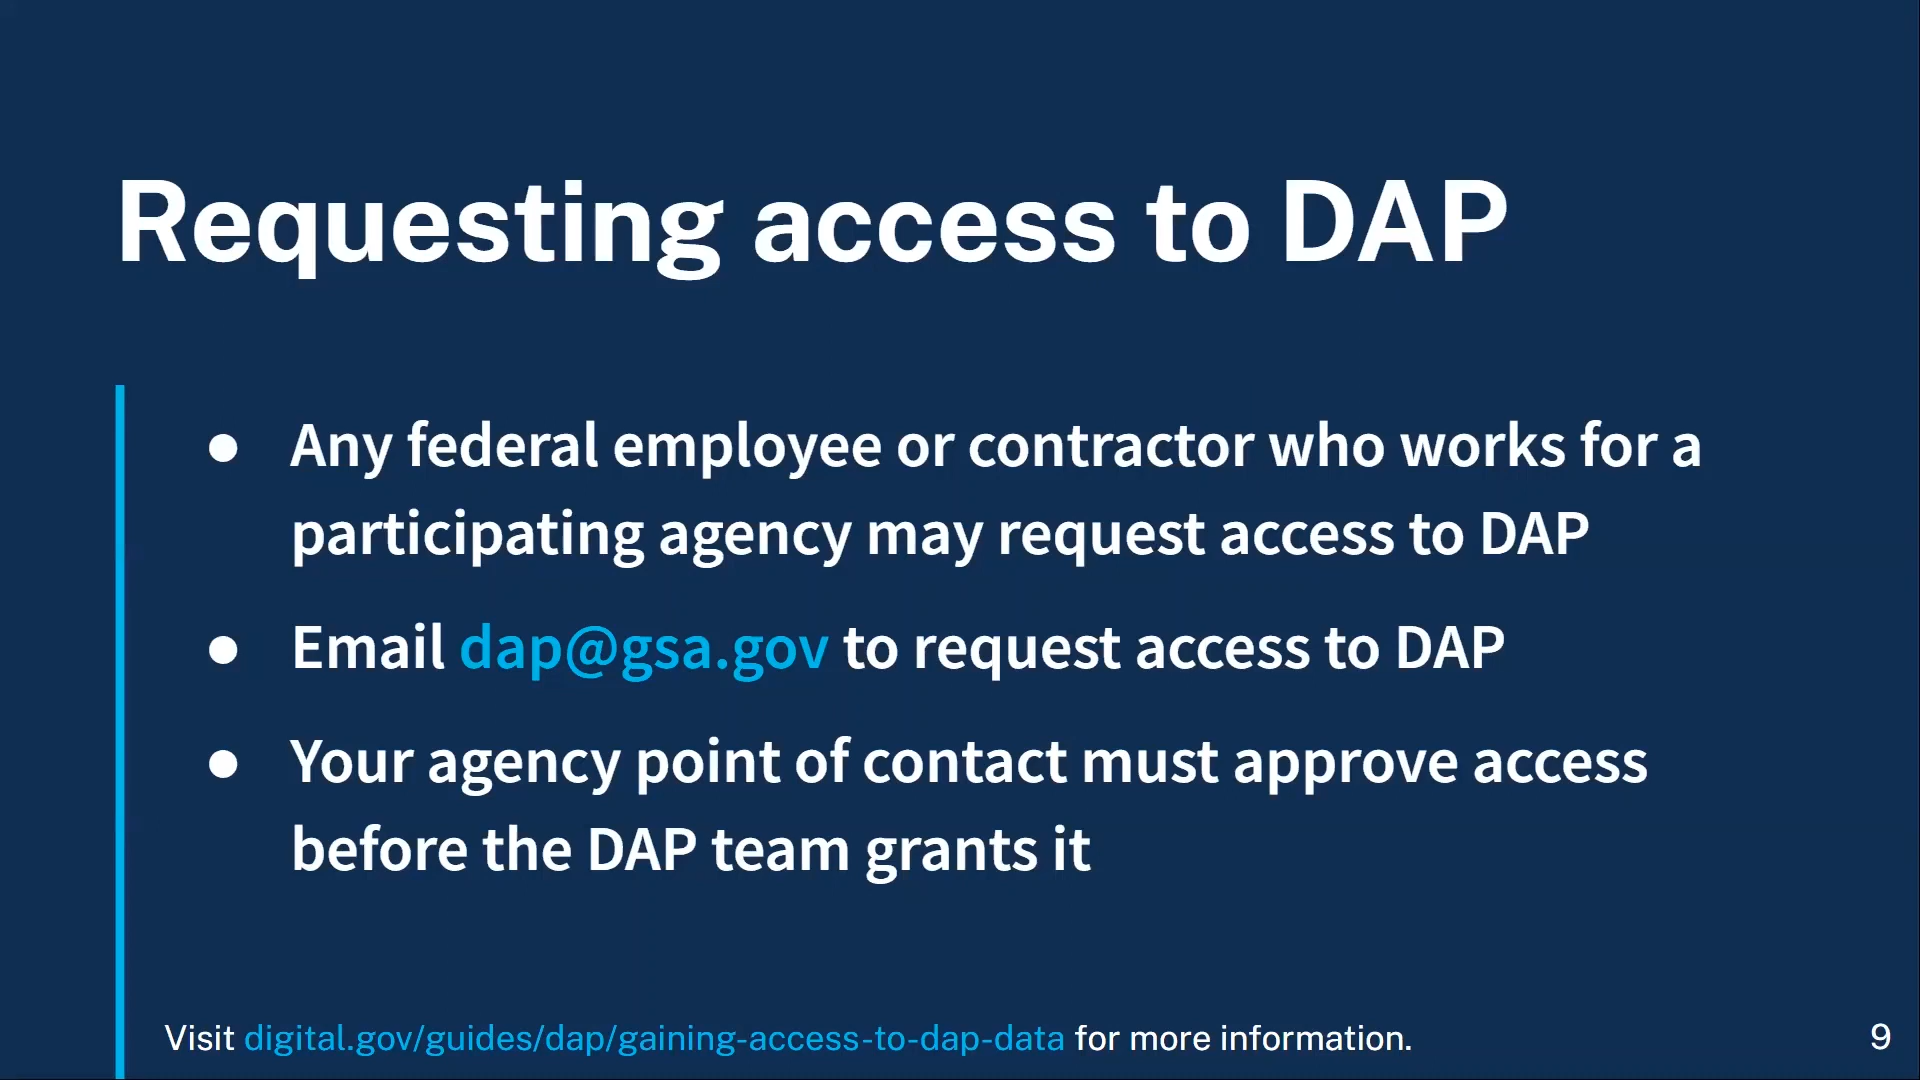 Requesting access to DAP
● Any federal employee or contractor who works for a
participating agency may request access to DAP
● Email dap@gsa.gov to request access to DAP
● Your agency point of contact must approve access
before the DAP team grants it
Visit digital.gov/guides/dap/gaining-access-to-dap-data for more information.
9